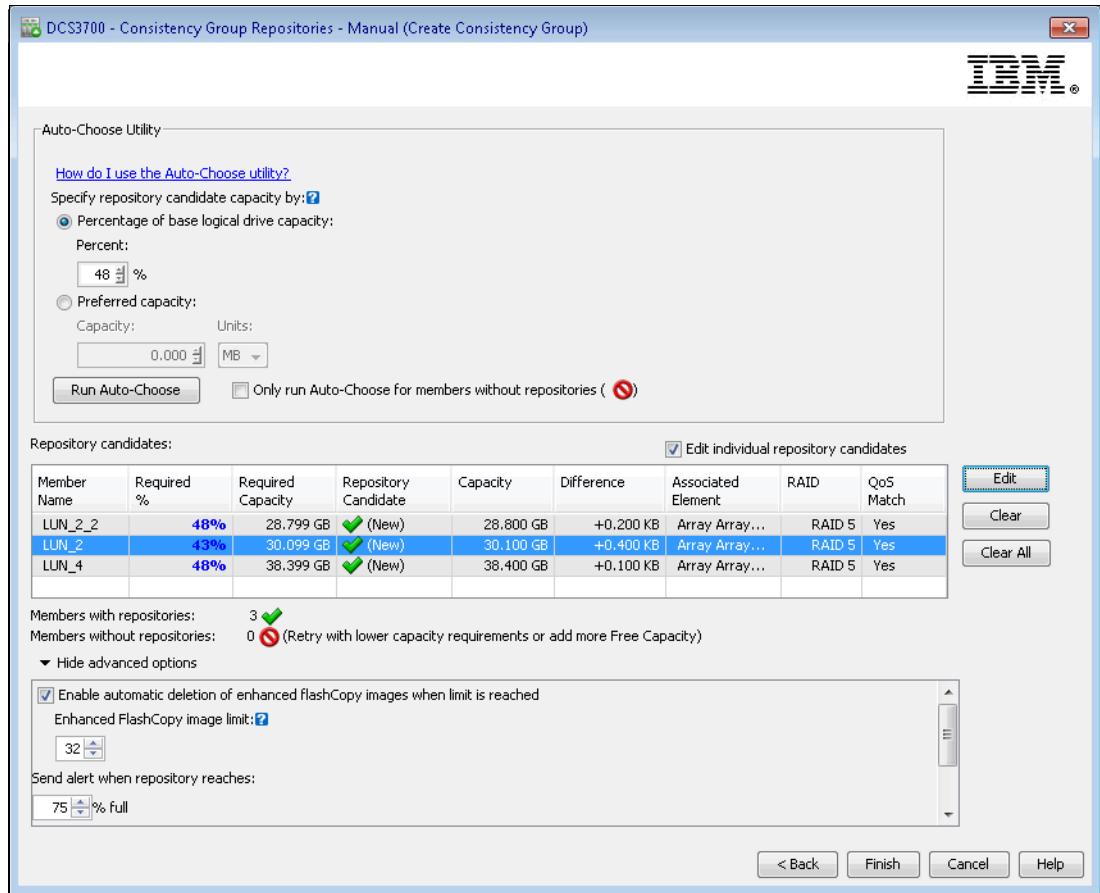 DCS3700 - Consistency Group Repositories - Manual (Create Consistency Group)
IBM®
Auto-Choose Utility
How do I use the Auto-Choose utility?
Specify repository candidate capacity by:?
Percentage of base logical drive capacity:
Percent:
48 %
Preferred capacity:
Capacity: Units:
0.000 MB
Run Auto-Choose Only run Auto-Choose for members without repositories ( )
Repository candidates: Edit individual repository candidates
Member Name Required % Required Capacity Repository Candidate Capacity Difference Associated Element RAID QoS Match
LUN_2_2 48% 28.799 GB (New) 28.800 GB +0.200 KB Array Array... RAID 5 Yes
LUN_2 43% 30.099 GB (New) 30.100 GB +0.400 KB Array Array... RAID 5 Yes
LUN_4 48% 38.399 GB (New) 38.400 GB +0.100 KB Array Array... RAID 5 Yes
Edit
Clear
Clear All
Members with repositories: 3
Members without repositories: 0 (Retry with lower capacity requirements or add more Free Capacity)
Hide advanced options
Enable automatic deletion of enhanced flashCopy images when limit is reached
Enhanced FlashCopy image limit:?
32
Send alert when repository reaches:
75 % full
< Back Finish Cancel Help